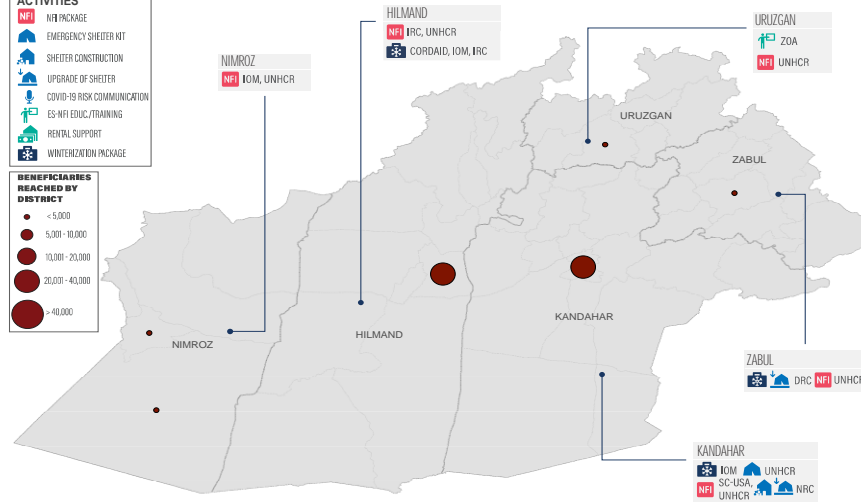 ACTIVITIES
NFI NFI PACKAGE
EMERGENCY SHELTER KIT
SHELTER CONSTRUCTION
UPGRADE OF SHELTER
COVID-19 RISK COMMUNICATION
ES-NFI EDUC./TRAINING
RENTAL SUPPORT
WINTERIZATION PACKAGE
BENEFICIARIES
REACHED BY
DISTRICT
< 5,000
5,001 - 10,000
10,001 - 20,000
20,001 - 40,000
> 40,000
NIMROZ
NFI IOM, UNHCR
HILMAND
NFI IRC, UNHCR
CORDAID, IOM, IRC
URUZGAN
ZOA
NFI UNHCR
URUZGAN
ZABUL
KANDAHAR
HILMAND
NIMROZ
ZABUL
DRC NFI UNHCR
KANDAHAR
IOM UNHCR
NFI SC-USA, UNHCR NRC